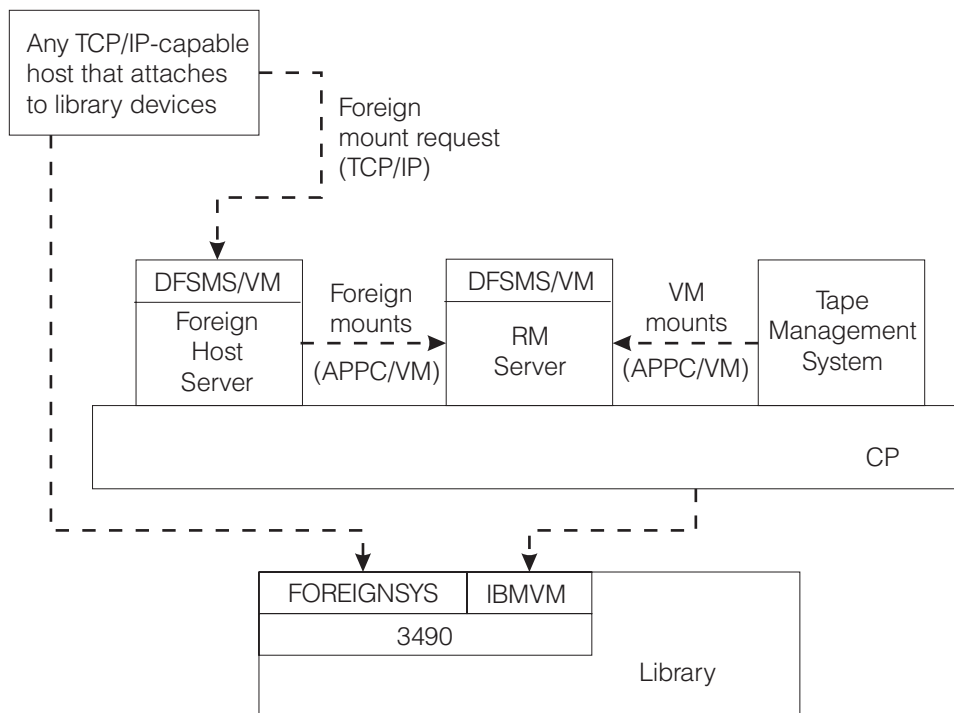 Any TCP/IP-capable
host that attaches
to library devices
Foreign
mount request
(TCP/IP)
DFSMS/VM
Foreign
Host
Server
Foreign
mounts
(APPC/VM)
DFSMS/VM
RM
Server
VM
mounts
(APPC/VM)
Tape
Management
System
CP
FOREIGNSYS
IBMVM
3490
Library